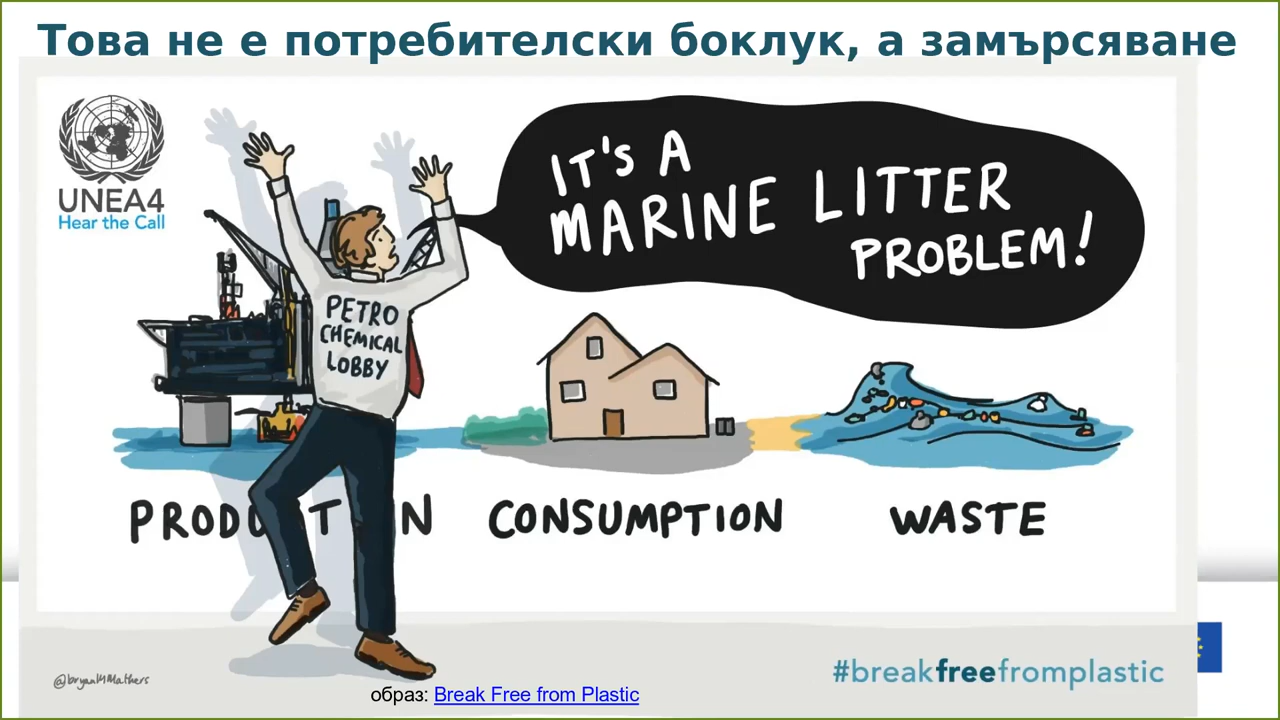 Това не е потребителски боклук, а замърсяване
UNEA4
Hear the Call
IT'S A
MARINE LITTER
PROBLEM!
PETRO
CHEMICAL
LOBBY
CONSUMPTION
WASTE
@bryanMMathers
#breakfreefromplastic
образ: Break Free from Plastic